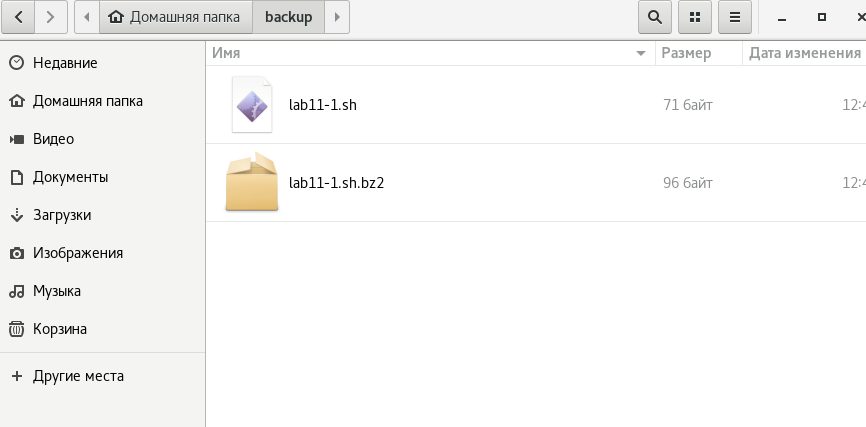 Домашняя папка backup
Имя Размер Дата изменения
Недавние
Домашняя папка
Видео
Документы
Загрузки
Изображения
Музыка
Корзина
Другие места
lab11-1.sh 71 байт 12:4
lab11-1.sh.bz2 96 байт 12:4